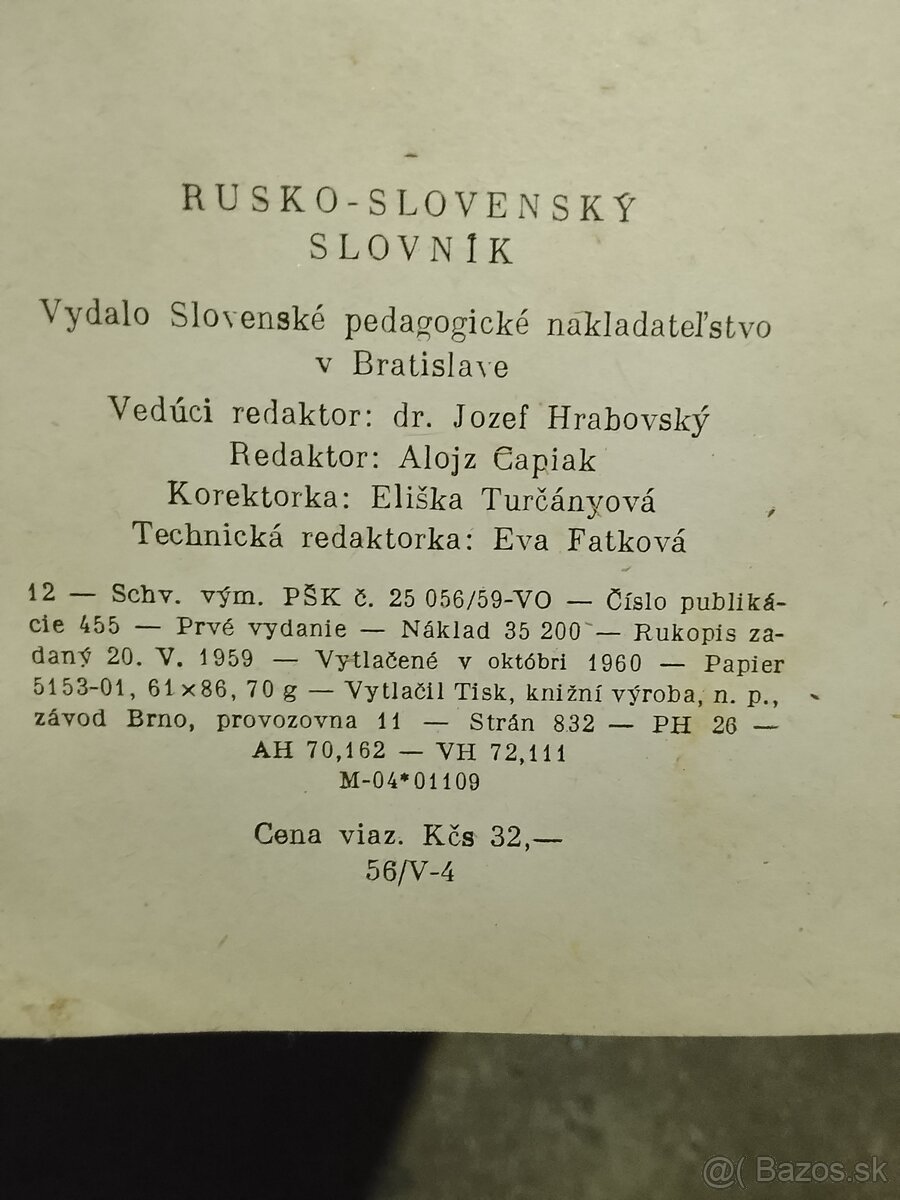 RUSKO-SLOVENSKÝ
SLOVNÍK
Vydalo Slovenské pedagogické nakladateľstvo
v Bratislave
Vedúci redaktor: dr. Jozef Hrabovský
Redaktor: Alojz Čapiak
Korektorka: Eliška Turčányová
Technická redaktorka: Eva Fatková
12 — Schv. vým. PŠK č. 25 056/59-VO — Číslo publiká-
cie 455 — Prvé vydanie — Náklad 35 200 — Rukopis za-
daný 20. V. 1959 — Vytlačené v októbri 1960 — Papier
5153-01, 61×86, 70 g — Vytlačil Tisk, knižní výroba, n. p.,
závod Brno, provozovna 11 — Strán 832 — PH 26 —
AH 70,162 — VH 72,111
M-04*01109
Cena viaz. Kčs 32,—
56/V-4
@( Bazos.sk